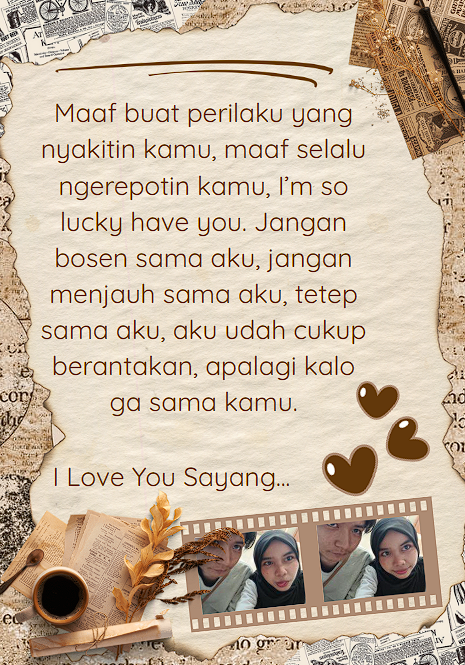 Maaf buat perilaku yang
nyakitin kamu, maaf selalu
ngerepotin kamu, I'm so
lucky have you. Jangan
bosen sama aku, jangan
menjauh sama aku, tetep
sama aku, aku udah cukup
berantakan, apalagi kalo
ga sama kamu.
I Love You Sayang...